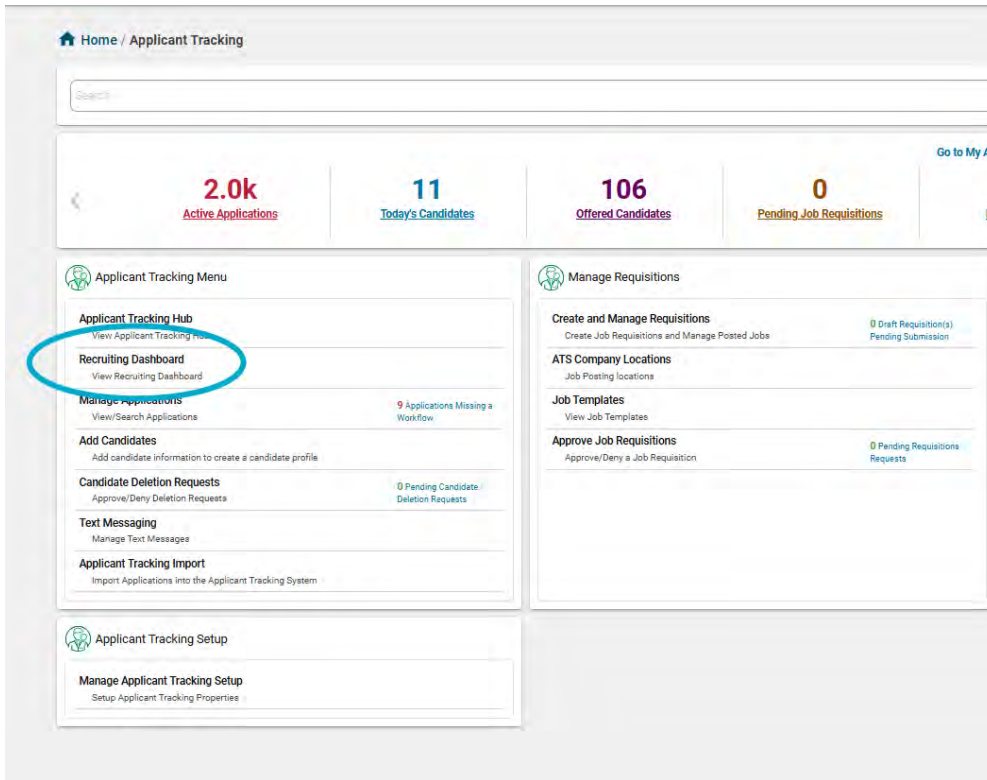 Home / Applicant Tracking
Search
Go to My A
2.0k
Active Applications
11
Today's Candidates
106
Offered Candidates
0
Pending Job Requisitions
Applicant Tracking Menu
Applicant Tracking Hub
View Applicant Tracking Hub
Recruiting Dashboard
View Recruiting Dashboard
Manage Applications
View/Search Applications
9 Applications Missing a
Workflow
Add Candidates
Add candidate information to create a candidate profile
Candidate Deletion Requests
Approve/Deny Deletion Requests
0 Pending Candidate
Deletion Requests
Text Messaging
Manage Text Messages
Applicant Tracking Import
Import Applications into the Applicant Tracking System
Manage Requisitions
Create and Manage Requisitions
Create Job Requisitions and Manage Posted Jobs
0 Draft Requisition(s)
Pending Submission
ATS Company Locations
Job Posting locations
Job Templates
View Job Templates
Approve Job Requisitions
Approve/Deny a Job Requisition
0 Pending Requisitions
Requests
Applicant Tracking Setup
Manage Applicant Tracking Setup
Setup Applicant Tracking Properties